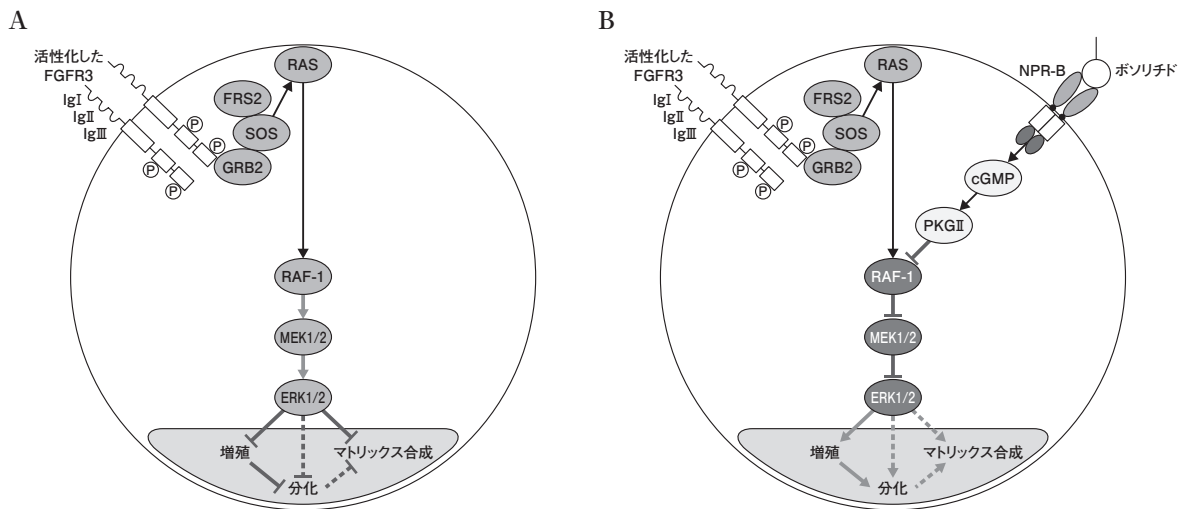 A
活性化した
FGFR3
IgⅠ
IgⅡ
IgⅢ
P
P
P
P
FRS2
SOS
GRB2
RAS
RAF-1
MEK1/2
ERK1/2
増殖
マトリックス合成
分化
B
活性化した
FGFR3
IgⅠ
IgⅡ
IgⅢ
P
P
P
P
FRS2
SOS
GRB2
RAS
NPR-B
ボソリチド
cGMP
PKGⅡ
RAF-1
MEK1/2
ERK1/2
増殖
マトリックス合成
分化